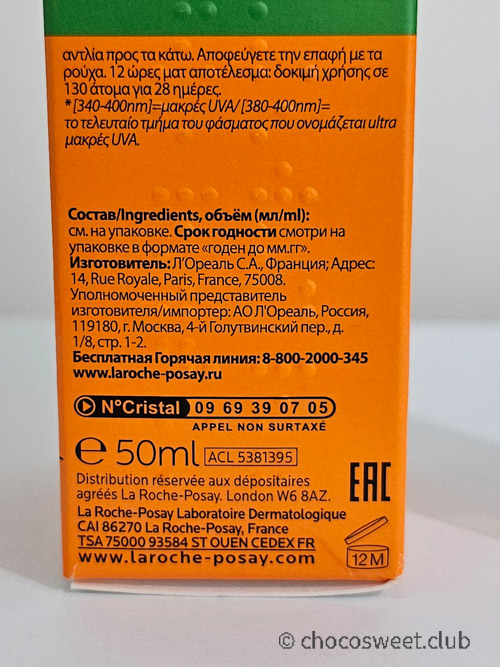 αντλία προς τα κάτω. Αποφεύγετε την επαφή με τα
ρούχα. 12 ώρες ματ αποτέλεσμα: δοκιμή χρήσης σε
130 άτομα για 28 ημέρες.
*[340-400nm]=μακρές UVA/ [380-400nm]=
το τελευταίο τμήμα του φάσματος που ονομάζεται ultra
μακρές UVA.
Состав/Ingredients, объём (мл/ml):
см. на упаковке. Срок годности смотри на
упаковке в формате «годен до мм.гг».
Изготовитель: Л’Ореаль С.А., Франция; Адрес:
14, Rue Royale, Paris, France, 75008.
Уполномоченный представитель
изготовителя/импортер: АО Л’Ореаль, Россия,
119180, г. Москва, 4-й Голутвинский пер., д.
1/8, стр. 1-2.
Бесплатная Горячая линия: 8-800-2000-345
www.laroche-posay.ru
N°Cristal 09 69 39 07 05
APPEL NON SURTAXÉ
e 50ml ACL 5381395
Distribution réservée aux dépositaires
agréés La Roche-Posay. London W6 8AZ.
EAC
La Roche-Posay Laboratoire Dermatologique
CAI 86270 La Roche-Posay, France
TSA 75000 93584 ST OUEN CEDEX FR
www.laroche-posay.com
12M
© chocosweet.club